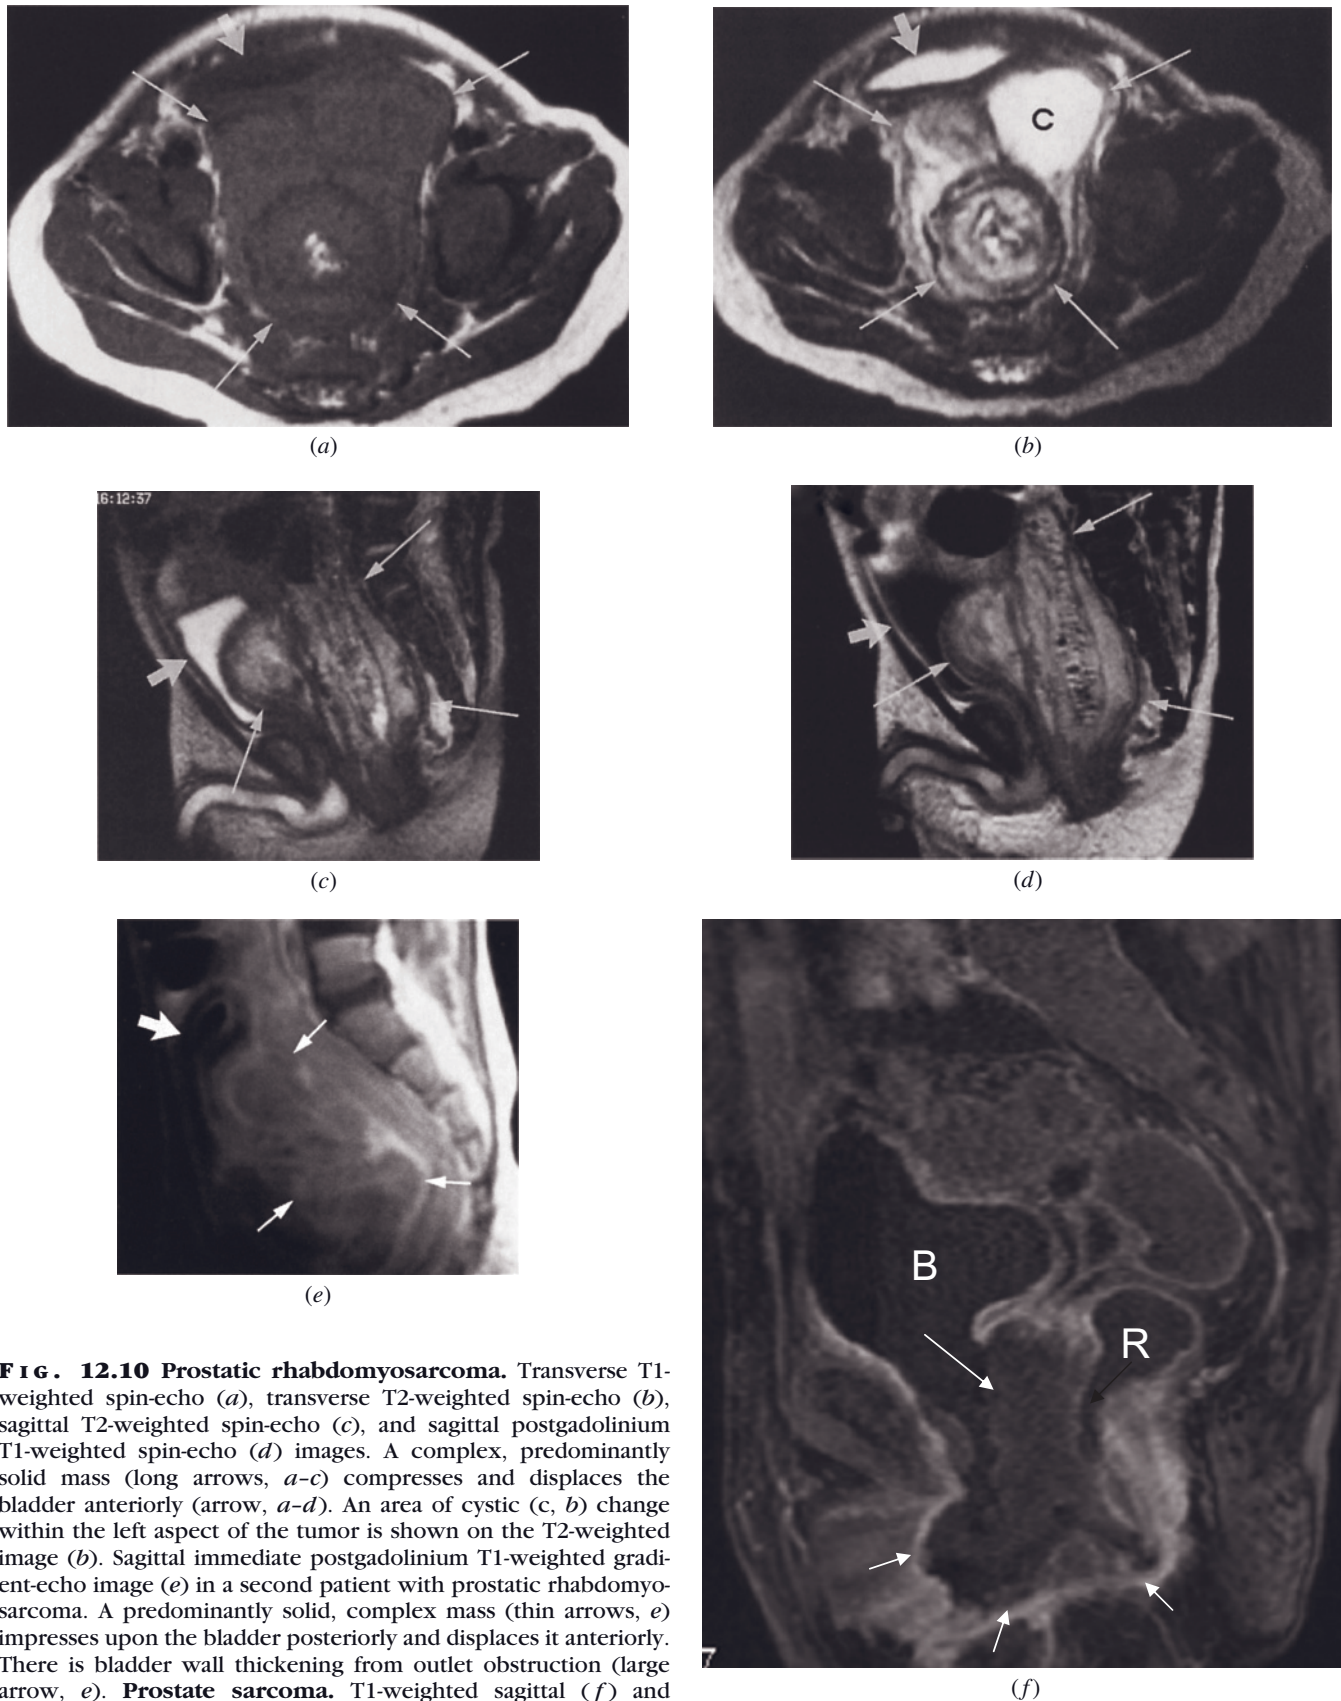 C
(a)
(b)
16:12:37
(c)
(d)
B
R
7
(e)
(f)
FIG. 12.10 Prostatic rhabdomyosarcoma. Transverse T1-
weighted spin-echo (a), transverse T2-weighted spin-echo (b),
sagittal T2-weighted spin-echo (c), and sagittal postgadolinium
T1-weighted spin-echo (d) images. A complex, predominantly
solid mass (long arrows, a–c) compresses and displaces the
bladder anteriorly (arrow, a–d). An area of cystic (c, b) change
within the left aspect of the tumor is shown on the T2-weighted
image (b). Sagittal immediate postgadolinium T1-weighted gradi-
ent-echo image (e) in a second patient with prostatic rhabdomyo-
sarcoma. A predominantly solid, complex mass (thin arrows, e)
impresses upon the bladder posteriorly and displaces it anteriorly.
There is bladder wall thickening from outlet obstruction (large
arrow, e). Prostate sarcoma. T1-weighted sagittal (f) and